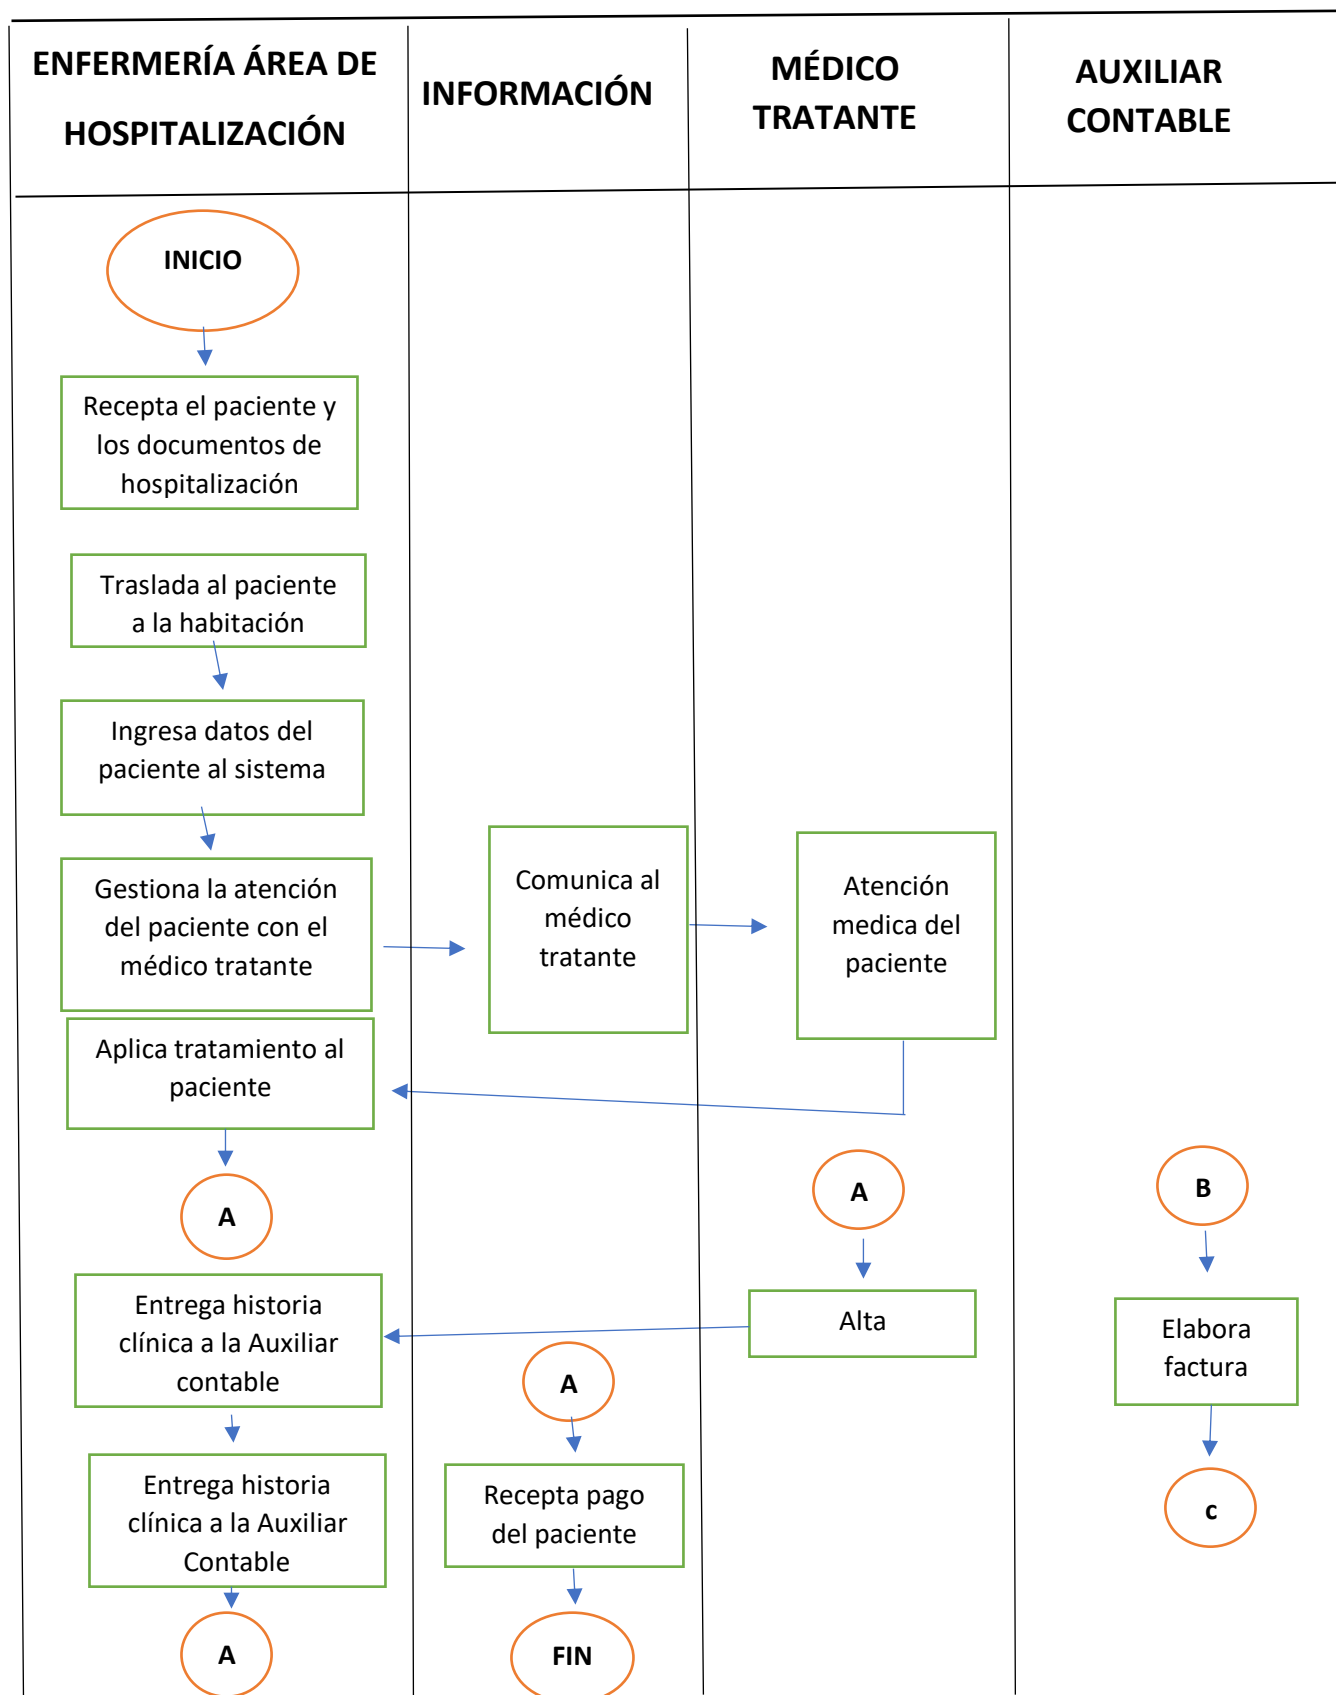 ENFERMERÍA ÁREA DE
HOSPITALIZACIÓN
INFORMACIÓN
MÉDICO
TRATANTE
AUXILIAR
CONTABLE
INICIO
Recepta el paciente y
los documentos de
hospitalización
Traslada al paciente
a la habitación
Ingresa datos del
paciente al sistema
Gestiona la atención
del paciente con el
médico tratante
Comunica al
médico
tratante
Atención
medica del
paciente
Aplica tratamiento al
paciente
A
A
B
Entrega historia
clínica a la Auxiliar
contable
Alta
Elabora
factura
A
Entrega historia
clínica a la Auxiliar
Contable
Recepta pago
del paciente
c
A
FIN